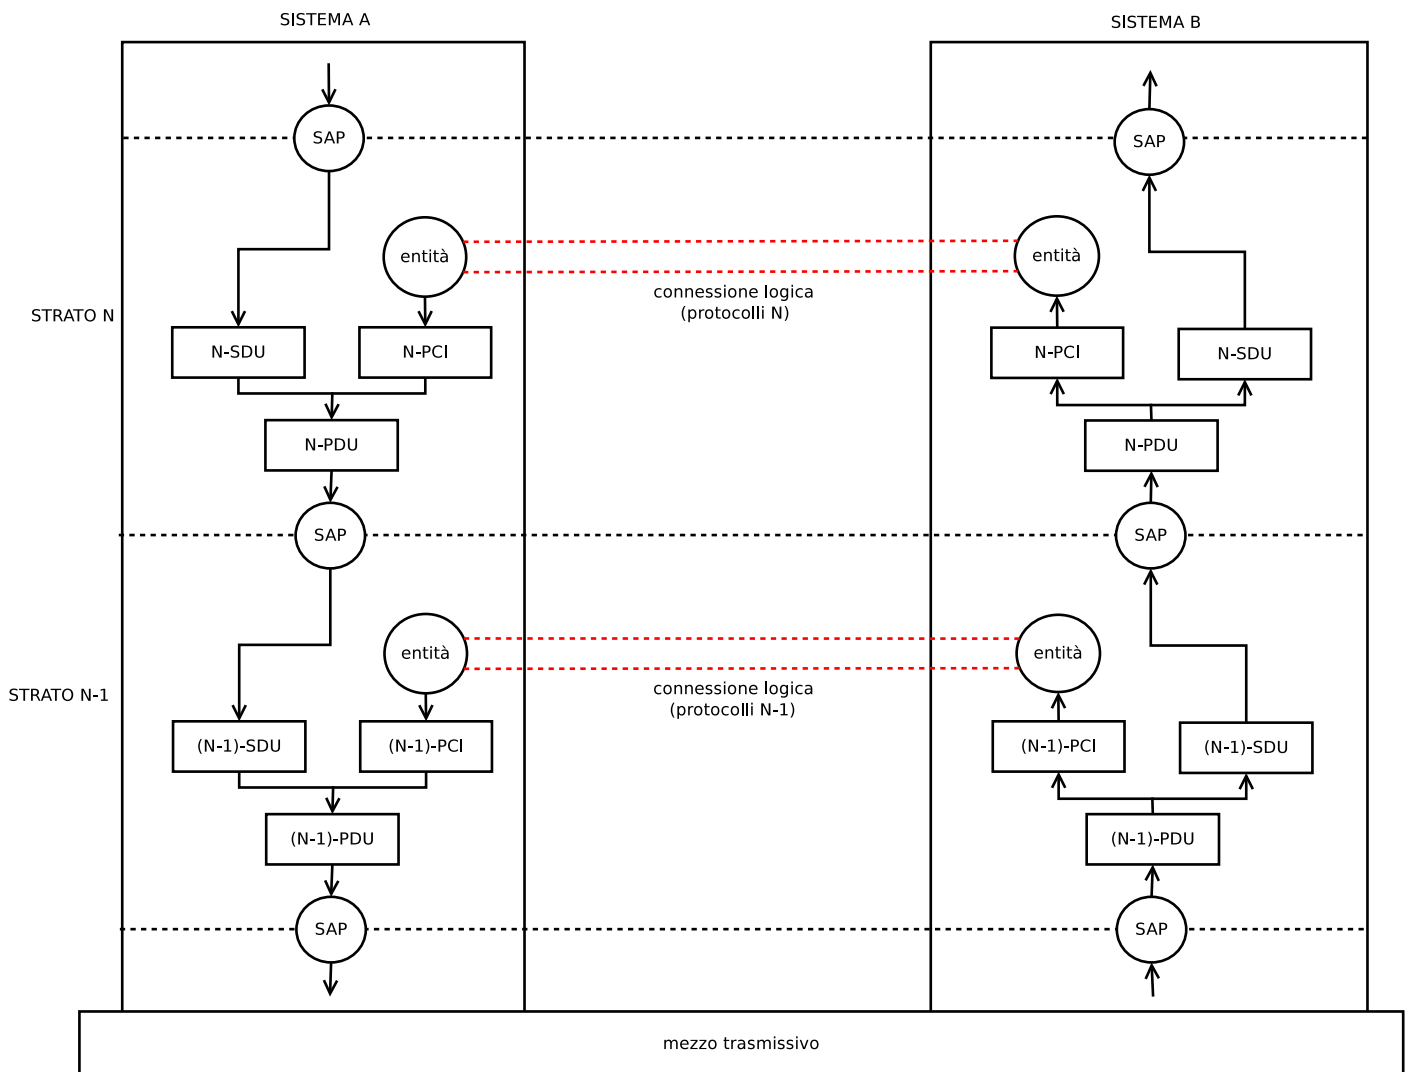 SISTEMA A
SISTEMA B
SAP
SAP
entità
entità
connessione logica
(protocolli N)
STRATO N
N-SDU
N-PCI
N-PCI
N-SDU
N-PDU
N-PDU
SAP
SAP
entità
entità
connessione logica
(protocolli N-1)
STRATO N-1
(N-1)-SDU
(N-1)-PCI
(N-1)-PCI
(N-1)-SDU
(N-1)-PDU
(N-1)-PDU
SAP
SAP
mezzo trasmissivo